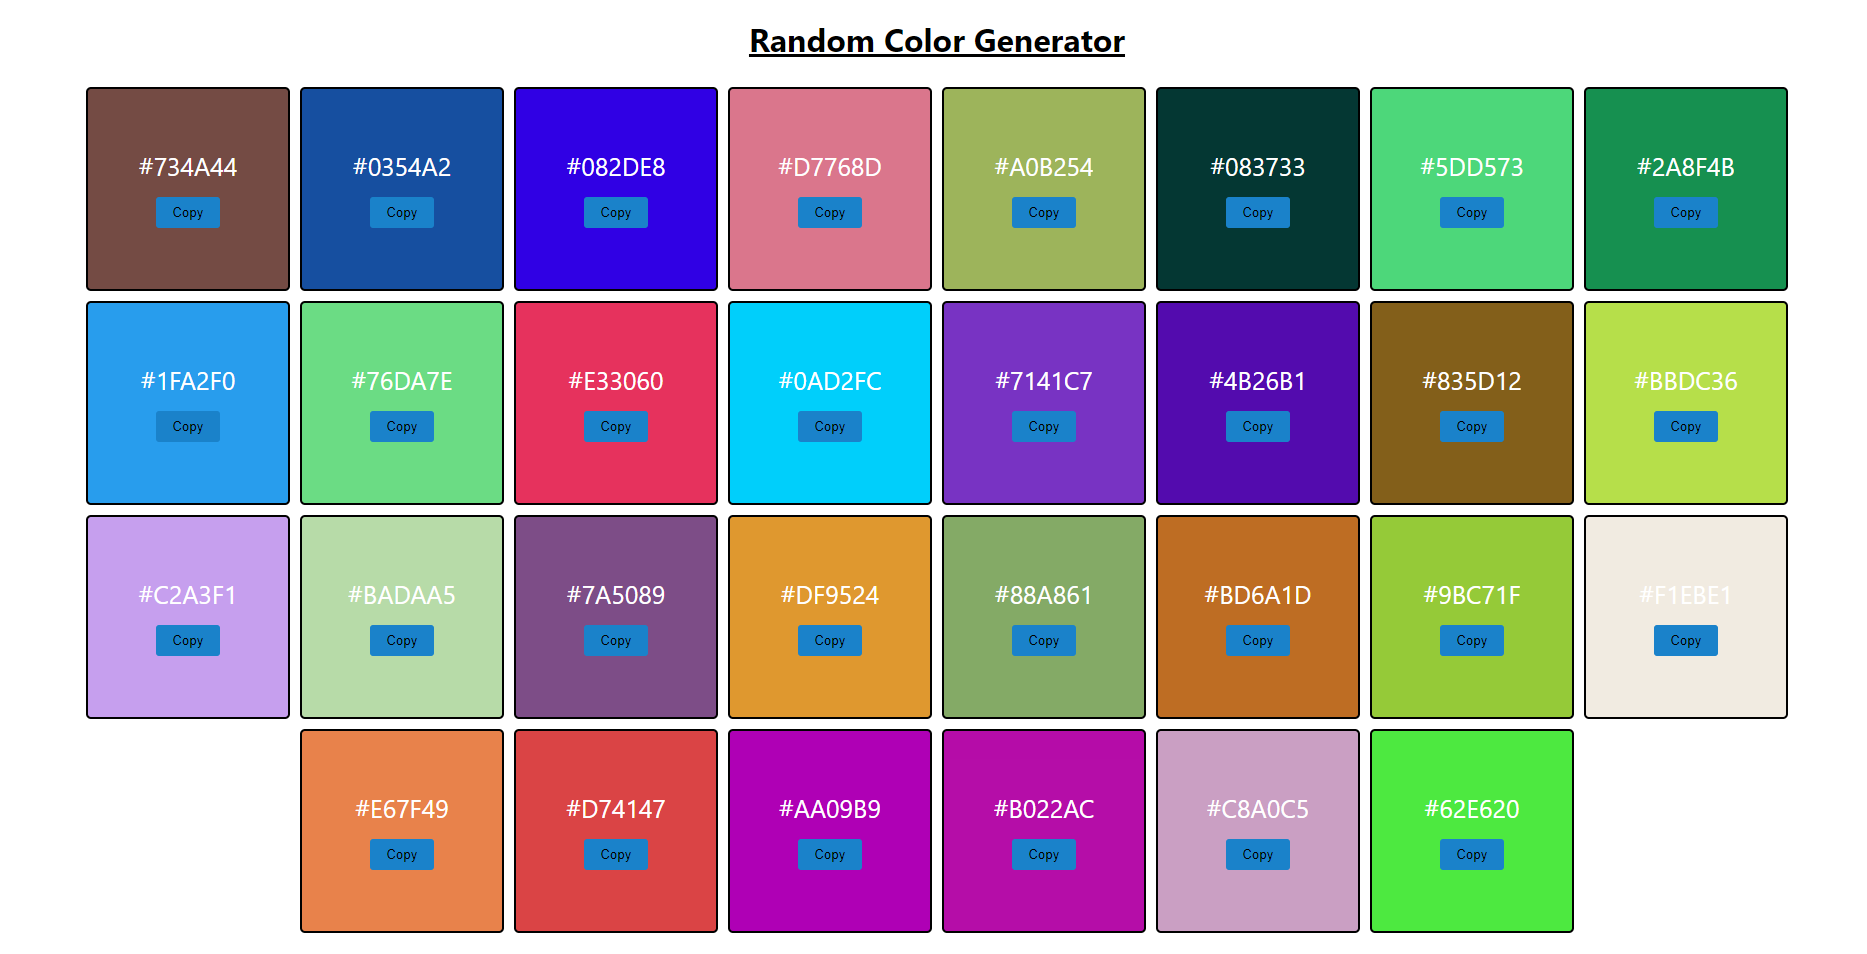 Random Color Generator
#734A44 #0354A2 #082DE8 #D7768D #A0B254 #083733 #5DD573 #2A8F4B
Copy Copy Copy Copy Copy Copy Copy Copy
#1FA2F0 #76DA7E #E33060 #0AD2FC #7141C7 #4B26B1 #835D12 #BBDC36
Copy Copy Copy Copy Copy Copy Copy Copy
#C2A3F1 #BADAA5 #7A5089 #DF9524 #88A861 #BD6A1D #9BC71F #F1EBE1
Copy Copy Copy Copy Copy Copy Copy Copy
#E67F49 #D74147 #AA09B9 #B022AC #C8A0C5 #62E620
Copy Copy Copy Copy Copy Copy